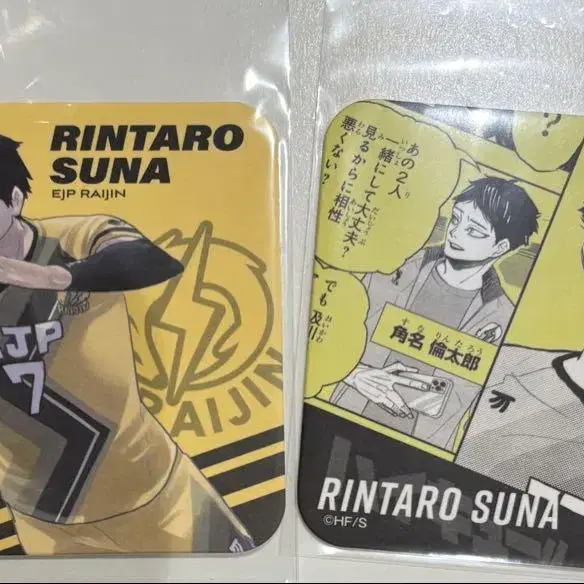 RINTARO
SUNA
EJP RAIJIN
EJP
7
RAIJIN
?
あの2人
一緒にして大丈夫?
見るからに相性
悪くない?
でも
及川
角名 倫太郎
すな りんたろう
RINTARO SUNA
©HF/S